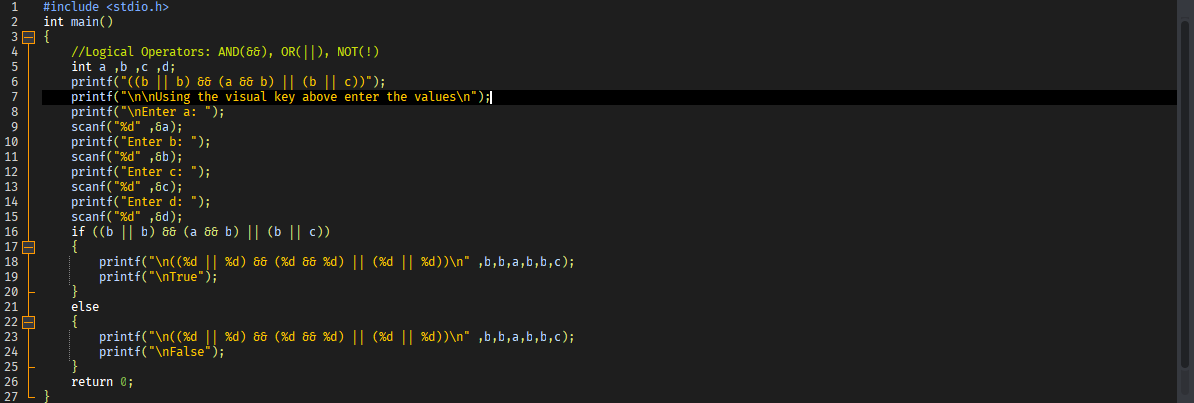 1 #include <stdio.h>
2 int main()
3 {
4 //Logical Operators: AND(&&), OR(||), NOT(!)
5 int a ,b ,c ,d;
6 printf("((b || b) && (a && b) || (b || c))");
7 printf("\n\nUsing the visual key above enter the values\n");
8 printf("\nEnter a: ");
9 scanf("%d" ,&a);
10 printf("Enter b: ");
11 scanf("%d" ,&b);
12 printf("Enter c: ");
13 scanf("%d" ,&c);
14 printf("Enter d: ");
15 scanf("%d" ,&d);
16 if ((b || b) && (a && b) || (b || c))
17 {
18 printf("\n((%d || %d) && (%d && %d) || (%d || %d))\n" ,b,b,a,b,b,c);
19 printf("\nTrue");
20 }
21 else
22 {
23 printf("\n((%d || %d) && (%d && %d) || (%d || %d))\n" ,b,b,a,b,b,c);
24 printf("\nFalse");
25 }
26 return 0;
27 }